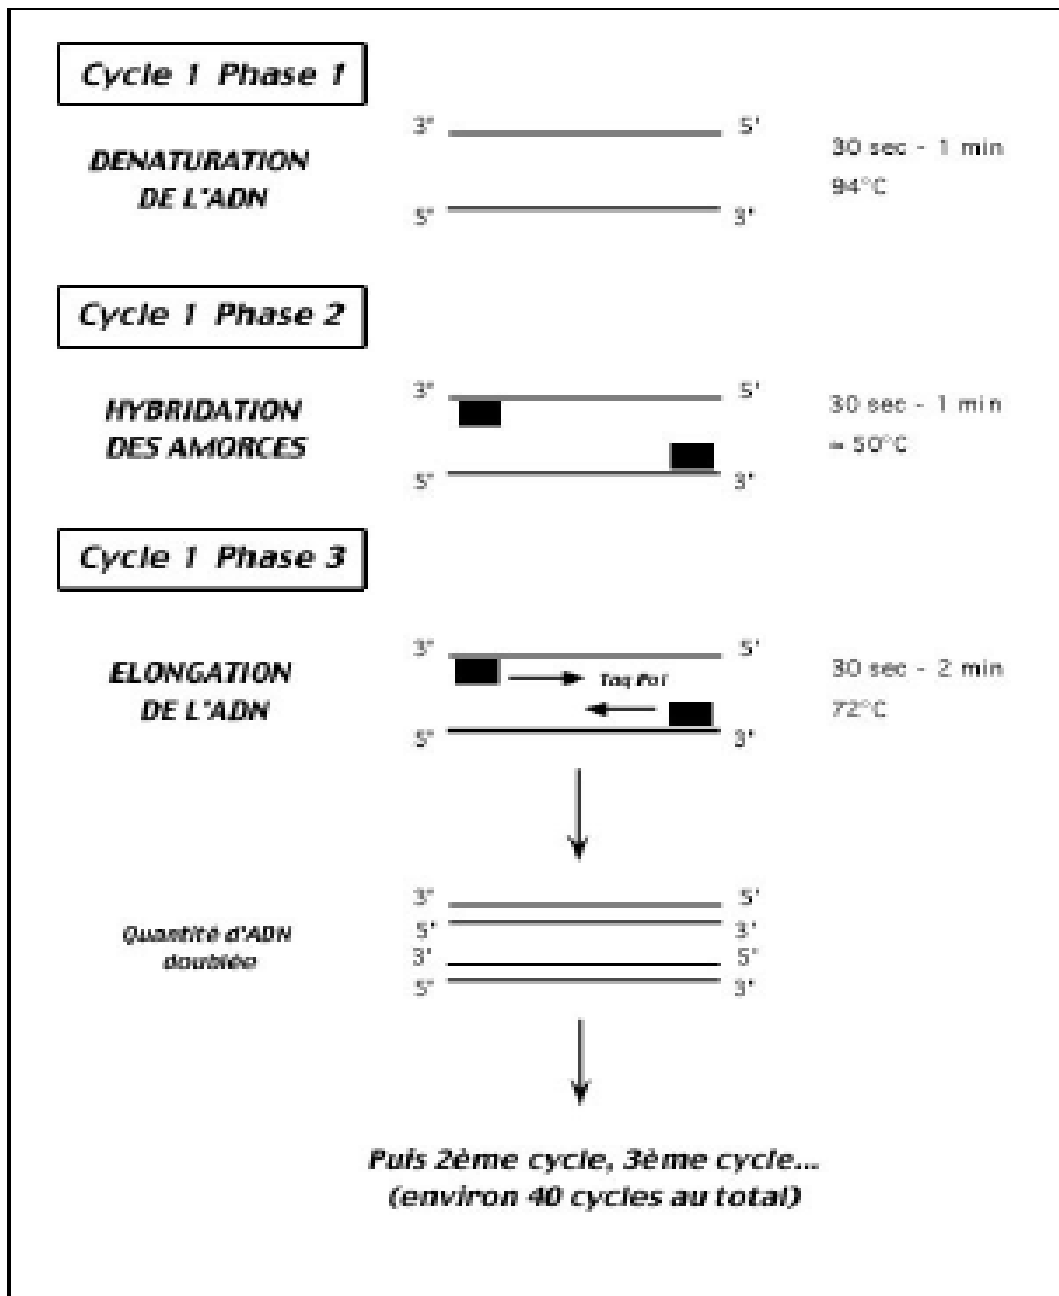 Cycle 1 Phase 1
3' 5'
DENATURATION
DE L'ADN
30 sec - 1 min
94°C
5' 3'
Cycle 1 Phase 2
3' 5'
HYBRIDATION
DES AMORCES
30 sec - 1 min
≈ 50°C
5' 3'
Cycle 1 Phase 3
3' 5'
ELONGATION
DE L'ADN
Taq Pol
30 sec - 2 min
72°C
5' 3'
3' 5'
5' 3'
Quantité d'ADN
doublée
3' 5'
5' 3'
Puis 2ème cycle, 3ème cycle...
(environ 40 cycles au total)